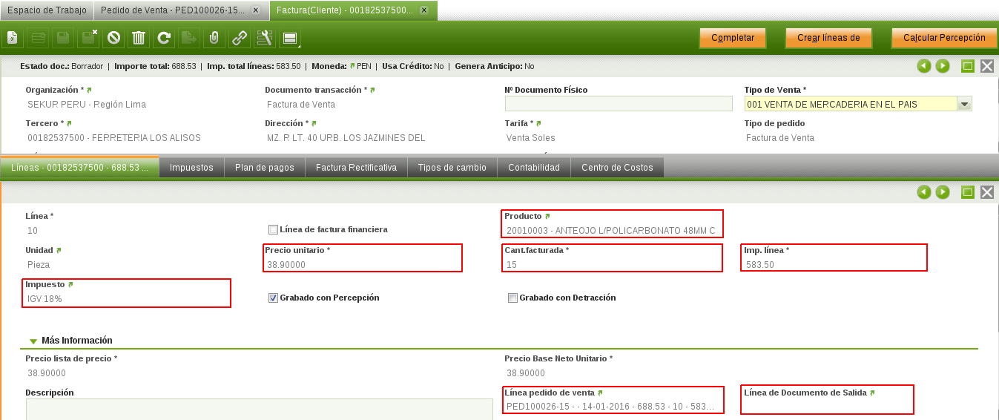 Espacio de Trabajo Pedido de Venta - PED100026-15... x Factura(Cliente) - 00182537500... x
Completar Crear líneas de Calcular Percepción
Estado doc.: Borrador | Importe total: 688.53 | Imp. total líneas: 583.50 | Moneda: PEN | Usa Crédito: No | Genera Anticipo: No
Organización * Documento transacción * Nº Documento Físico Tipo de Venta *
SEKUR PERU - Región Lima Factura de Venta 001 VENTA DE MERCADERIA EN EL PAIS
Tercero * Dirección * Tarifa * Tipo de pedido
00182537500 - FERRETERIA LOS ALISOS MZ. R LT. 40 URB. LOS JAZMINES DEL Venta Soles Factura de Venta
Líneas - 00182537500 - 688.53 ... Impuestos Plan de pagos Factura Rectificativa Tipos de cambio Contabilidad Centro de Costos
Línea * Producto
10 Línea de factura financiera 20010003 - ANTEOJO L/POLICARBONATO 48MM C
Unidad Precio unitario * Cant.facturada * Imp. línea *
Pieza 38.90000 15 583.50
Impuesto
IGV 18% Grabado con Percepción Grabado con Detracción
Más Información
Precio lista de precio * Precio Base Neto Unitario *
38.90000 38.90000
Descripción Línea pedido de venta Línea de Documento de Salida
PED100026-15 - - 14-01-2016 - 688.53 - 10 - 583...